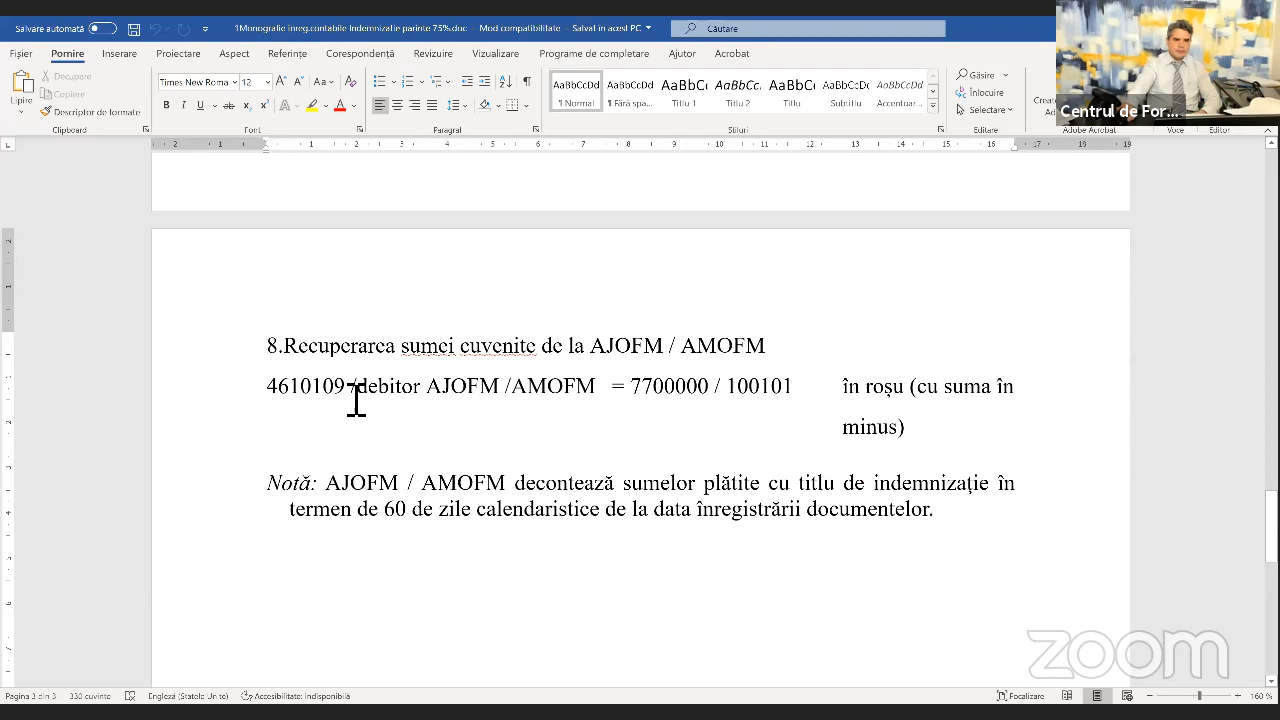 Salvare automată
1Monografie inreg.contabile Indemnizatie parinte 75%.doc - Mod compatibilitate - Salvat în acest PC
Căutare
Fișier Pornire Inserare Proiectare Aspect Referințe Corespondență Revizuire Vizualizare Programe de completare Ajutor Acrobat
Lipire
Decupare
Copiere
Descriptor de formate
Clipboard
Times New Roma 12
Font
Paragraf
AaBbCcDd AaBbCcDd AaBbC AaBbCc AaBbC AaBbCcD AaBbCcDd
1 Normal ¶ Fără spa... Titlu 1 Titlu 2 Titlu Subtitlu Accentuar...
Stiluri
Găsire
Înlocuire
Selectare
Editare
Adobe Acrobat
Voce
Editor
Centrul de For...
8.Recuperarea sumei cuvenite de la AJOFM / AMOFM
4610109 /debitor AJOFM /AMOFM = 7700000 / 100101 în roșu (cu suma în
minus)
Notă: AJOFM / AMOFM decontează sumelor plătite cu titlu de indemnizație în
termen de 60 de zile calendaristice de la data înregistrării documentelor.
zoom
Pagina 3 din 3 330 cuvinte Engleză (Statele Unite) Accesibilitate: indisponibilă Focalizare 160 %